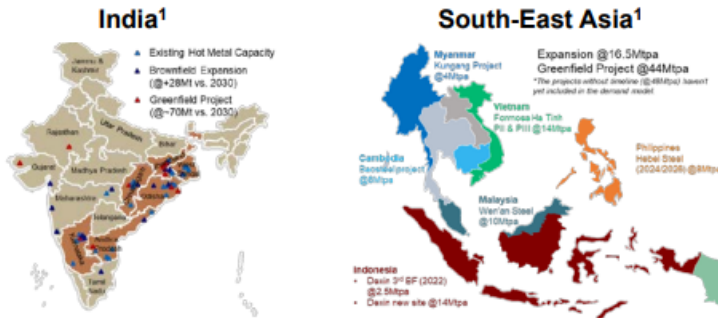 India¹
South-East Asia¹
Existing Hot Metal Capacity
Brownfield Expansion
(@+28Mt vs. 2030)
Greenfield Project
(@~70Mt vs. 2030)
Jammu &
Kashmir
Rajasthan
Uttar Pradesh
Bihar
Gujarat
Madhya Pradesh
Maharashtra
Odisha
Telangana
Andhra
Pradesh
Tamil
Nadu
Myanmar
Kungang Project
@4Mtpa
Expansion @16.5Mtpa
Greenfield Project @44Mtpa
*The projects without timeline (@48Mtpa) haven't
yet included in the demand model.
Vietnam
Formosa Ha Tinh
PII & PIII @14Mtpa
Cambodia
Baosteel project
@8Mtpa
Philippines
Hebei Steel
(2024/2026) @8Mtpa
Malaysia
Wen'an Steel
@10Mtpa
Indonesia
• Dexin 3rd BF (2022)
@2.5Mtpa
• Dexin new site @14Mtpa